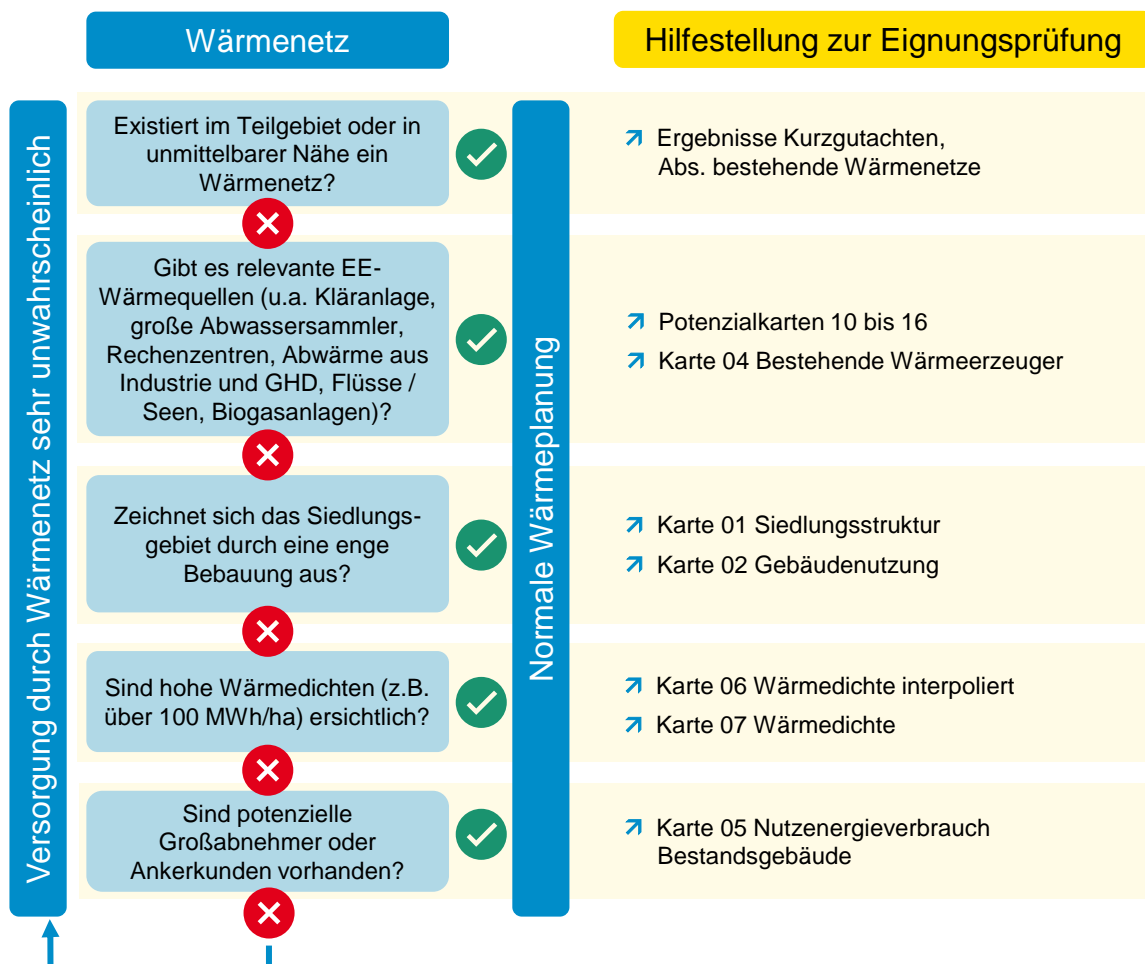 Wärmenetz
Hilfestellung zur Eignungsprüfung
Versorgung durch Wärmenetz sehr unwahrscheinlich
Existiert im Teilgebiet oder in
unmittelbarer Nähe ein
Wärmenetz?
Ergebnisse Kurzgutachten,
Abs. bestehende Wärmenetze
Normale Wärmeplanung
Gibt es relevante EE-
Wärmequellen (u.a. Kläranlage,
große Abwassersammler,
Rechenzentren, Abwärme aus
Industrie und GHD, Flüsse /
Seen, Biogasanlagen)?
Potenzialkarten 10 bis 16
Karte 04 Bestehende Wärmeerzeuger
Zeichnet sich das Siedlungs-
gebiet durch eine enge
Bebauung aus?
Karte 01 Siedlungsstruktur
Karte 02 Gebäudenutzung
Sind hohe Wärmedichten (z.B.
über 100 MWh/ha) ersichtlich?
Karte 06 Wärmedichte interpoliert
Karte 07 Wärmedichte
Sind potenzielle
Großabnehmer oder
Ankerkunden vorhanden?
Karte 05 Nutzenergieverbrauch
Bestandsgebäude